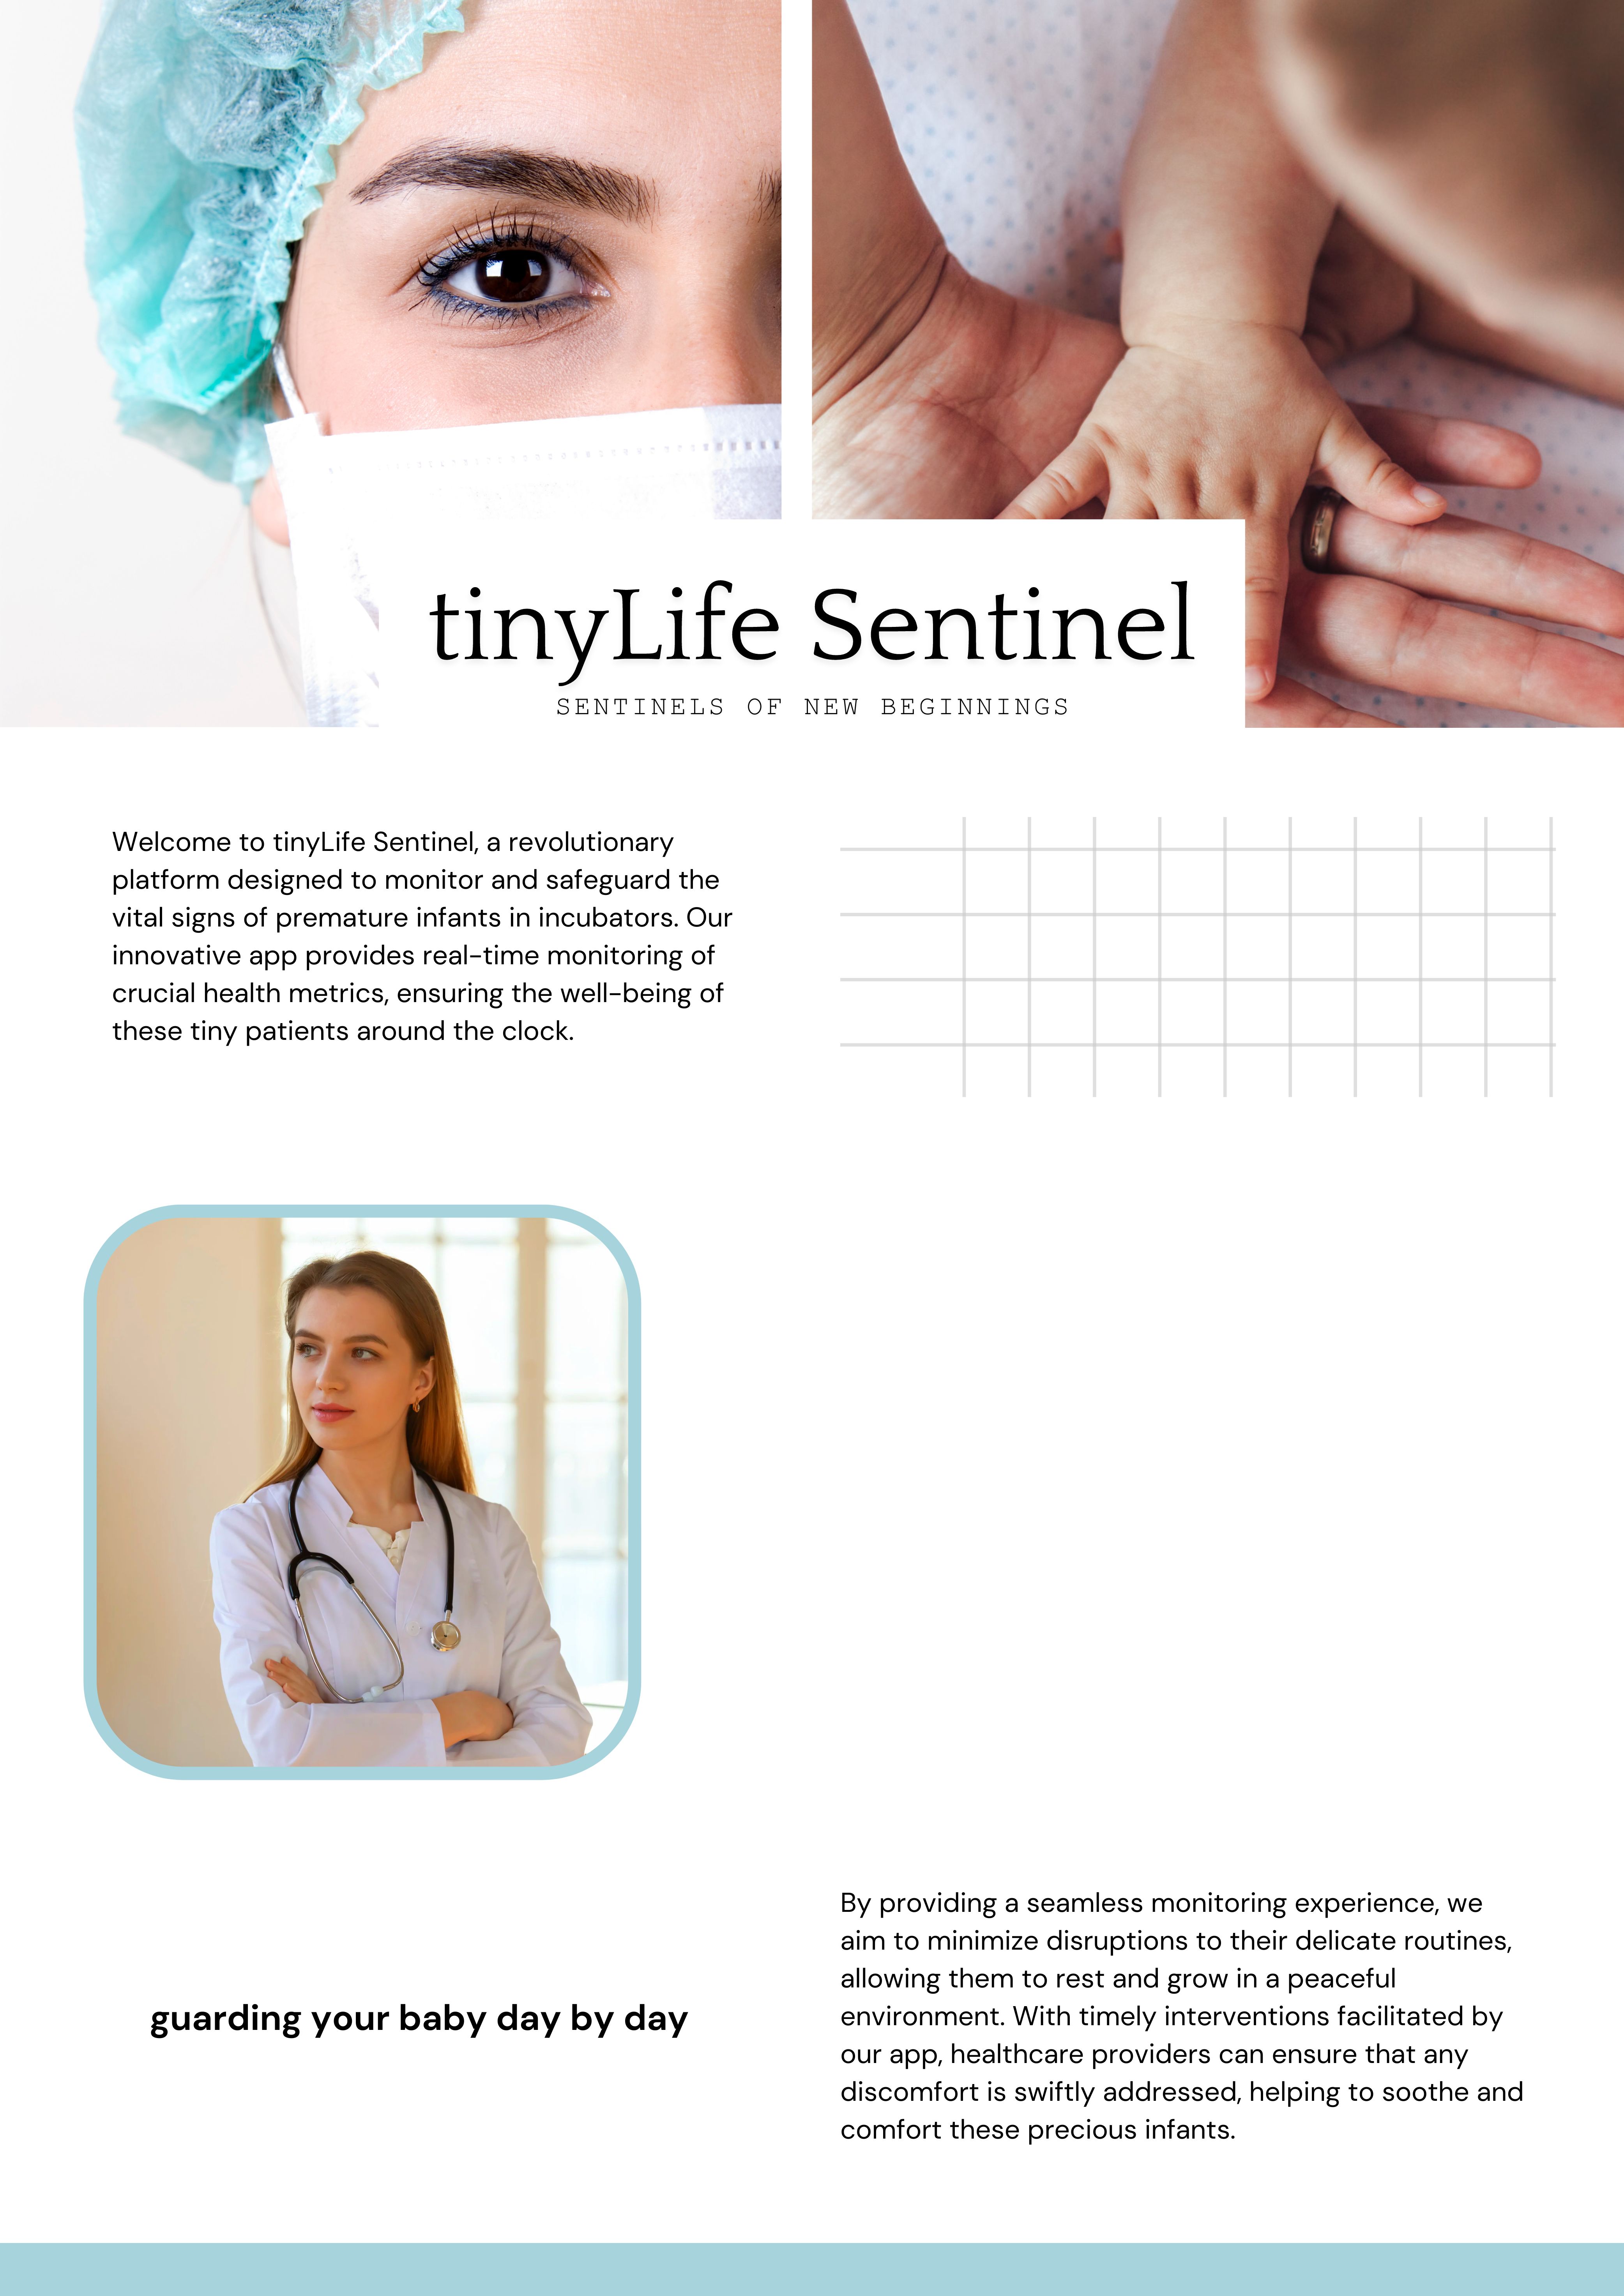 tinyLife Sentinel
SENTINELS OF NEW BEGINNINGS
Welcome to tinyLife Sentinel, a revolutionary
platform designed to monitor and safeguard the
vital signs of premature infants in incubators. Our
innovative app provides real-time monitoring of
crucial health metrics, ensuring the well-being of
these tiny patients around the clock.
guarding your baby day by day
By providing a seamless monitoring experience, we
aim to minimize disruptions to their delicate routines,
allowing them to rest and grow in a peaceful
environment. With timely interventions facilitated by
our app, healthcare providers can ensure that any
discomfort is swiftly addressed, helping to soothe and
comfort these precious infants.